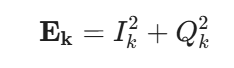 E_k = I_k^2 + Q_k^2